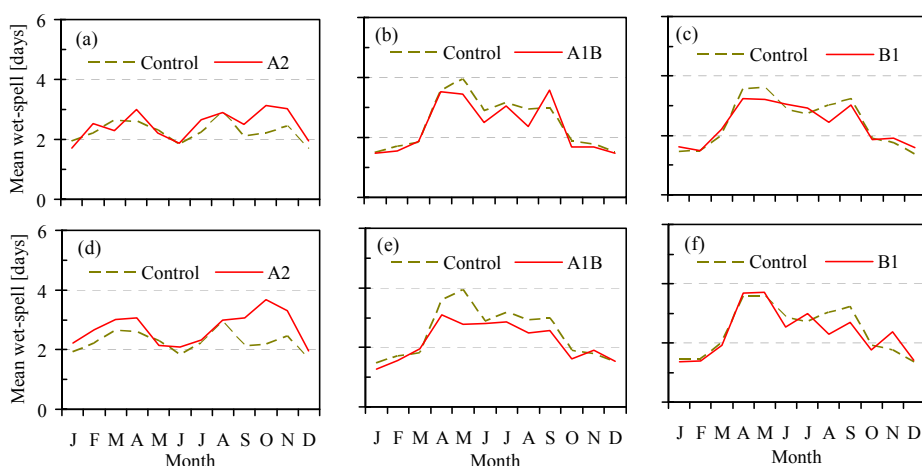 6
4
2
0
Mean wet-spell [days]
(a)
Control A2
(b)
Control A1B
(c)
Control B1
6
4
2
0
Mean wet-spell [days]
(d)
Control A2
(e)
Control A1B
(f)
Control B1
J F M A M J J A S O N D
J F M A M J J A S O N D
J F M A M J J A S O N D
Month
Month
Month